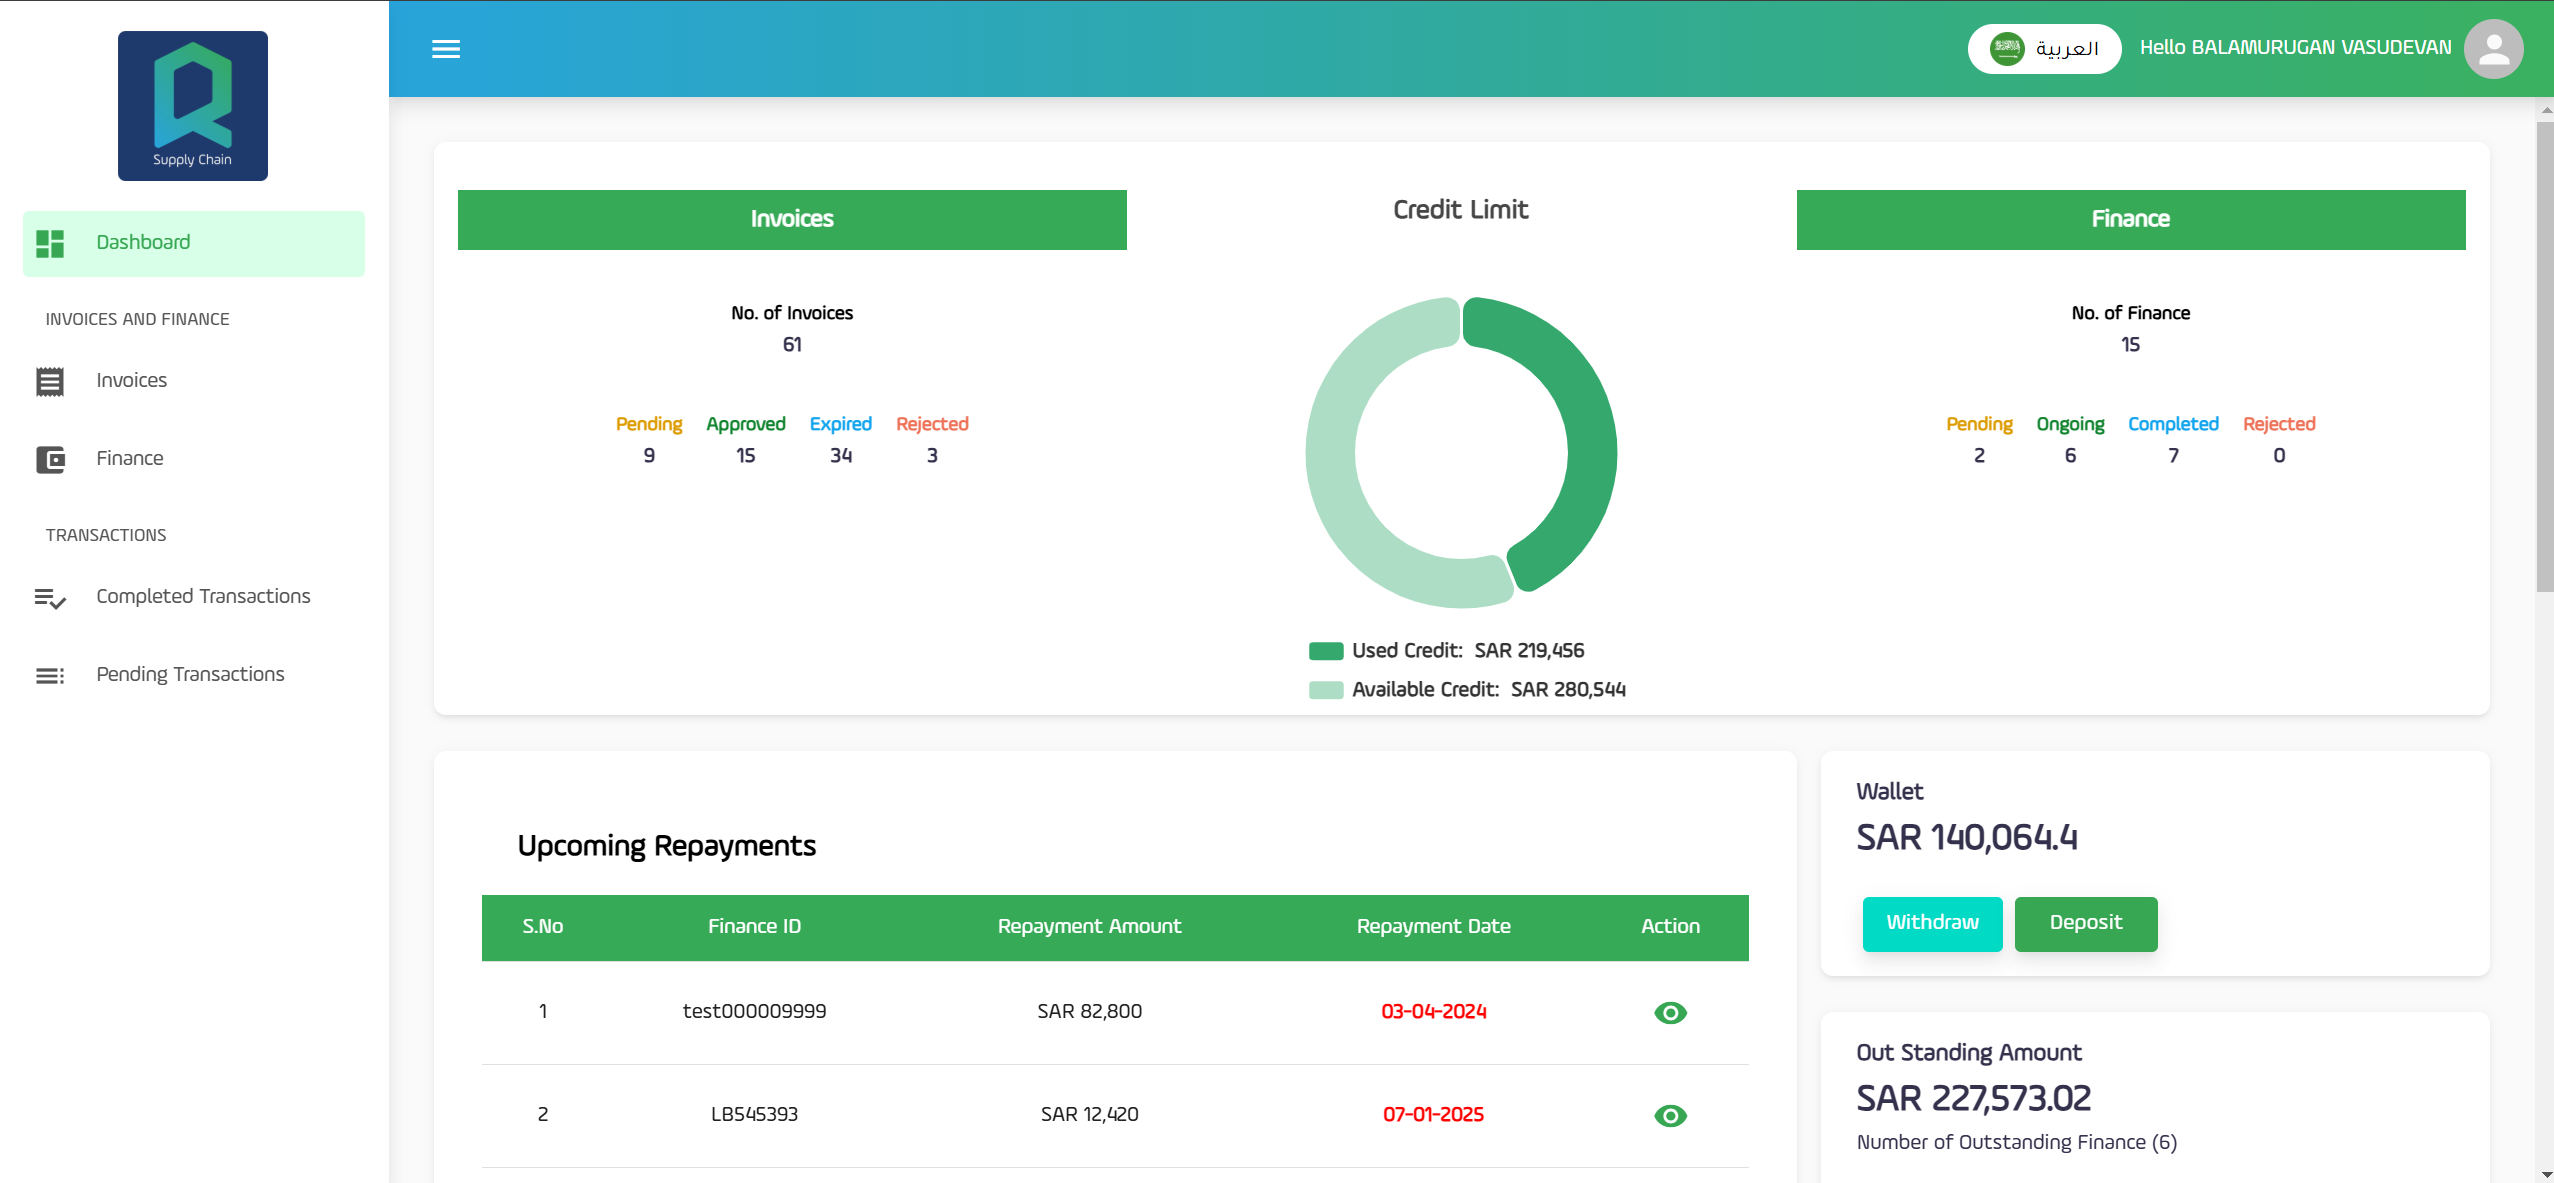 Supply Chain
Dashboard
INVOICES AND FINANCE
Invoices
Finance
TRANSACTIONS
Completed Transactions
Pending Transactions
العربية
Hello BALAMURUGAN VASUDEVAN
Invoices
No. of Invoices
61
Pending Approved Expired Rejected
9 15 34 3
Credit Limit
Used Credit: SAR 219,456
Available Credit: SAR 280,544
Finance
No. of Finance
15
Pending Ongoing Completed Rejected
2 6 7 0
Upcoming Repayments
S.No Finance ID Repayment Amount Repayment Date Action
1 test000009999 SAR 82,800 03-04-2024
2 LB545393 SAR 12,420 07-01-2025
Wallet
SAR 140,064.4
Withdraw Deposit
Out Standing Amount
SAR 227,573.02
Number of Outstanding Finance (6)